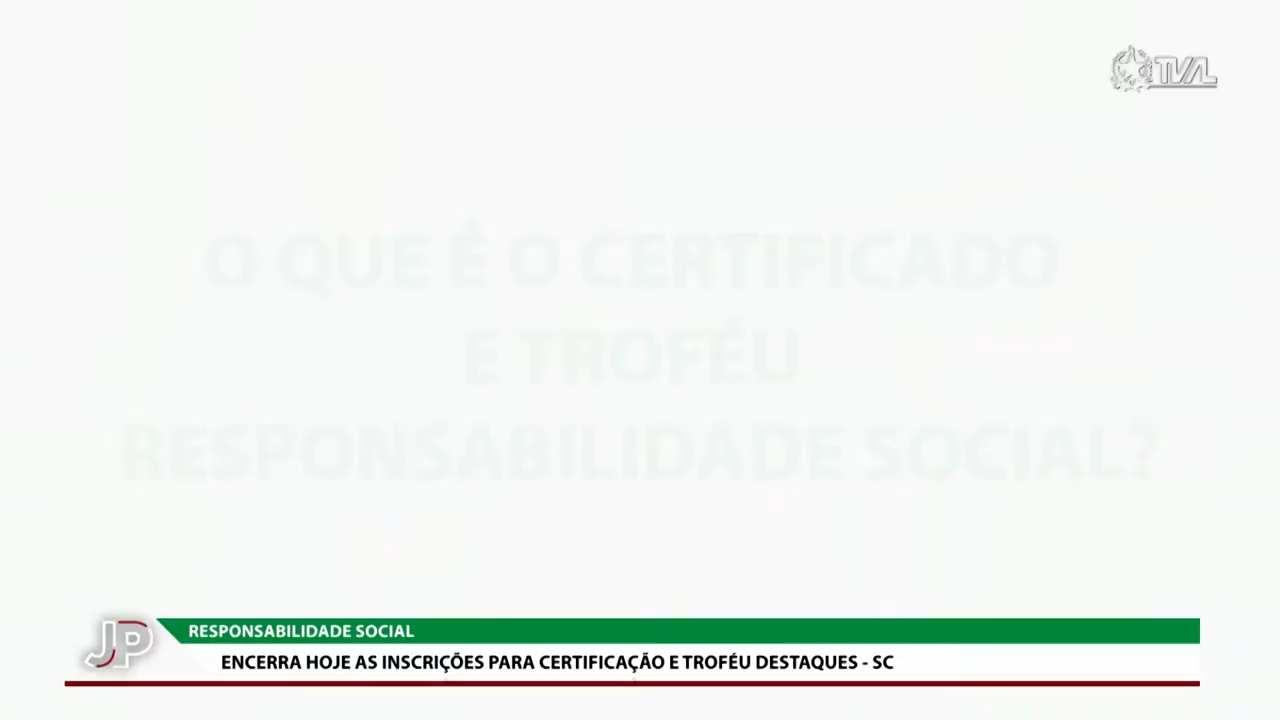 TVAL
O QUE É O CERTIFICADO
E TROFÉU
RESPONSABILIDADE SOCIAL?
JP
RESPONSABILIDADE SOCIAL
ENCERRA HOJE AS INSCRIÇÕES PARA CERTIFICAÇÃO E TROFÉU DESTAQUES - SC